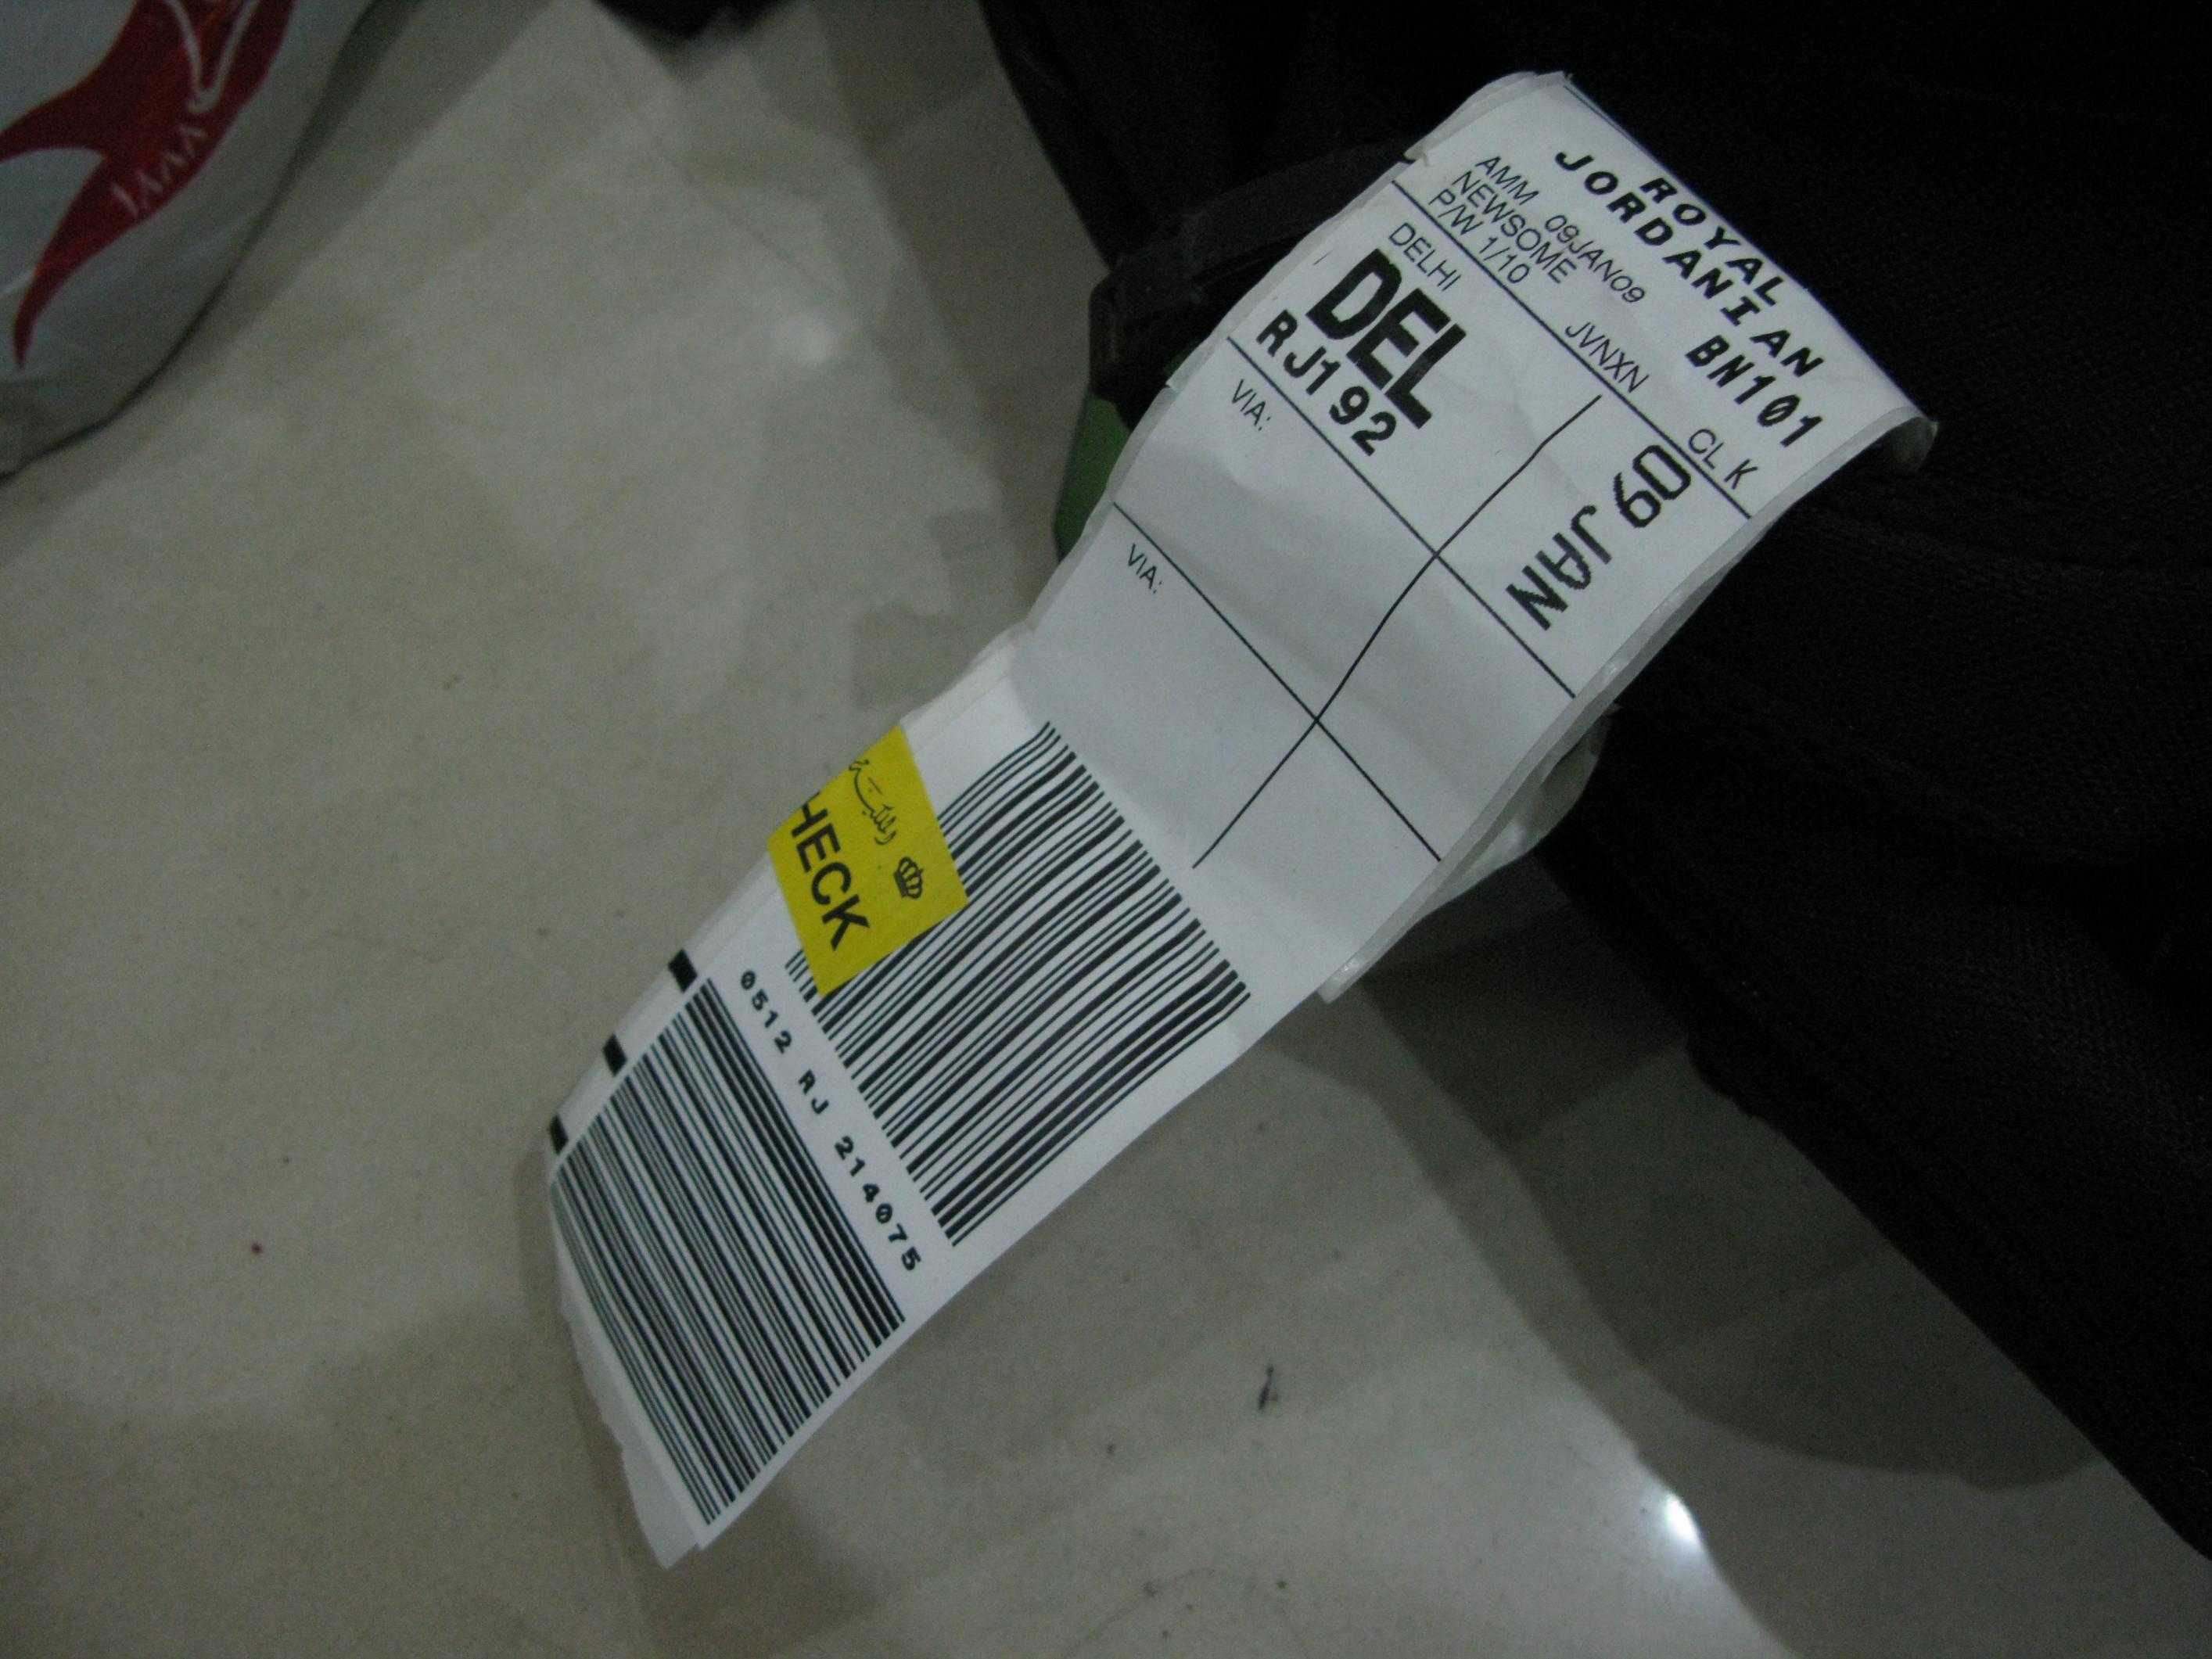 ROYAL
JORDANIAN BN101
AMM 09JAN09
NEWSOME JVNXN CL K
P/W 1/10
DELHI
DEL
RJ192
09 JAN
VIA:
VIA:
الملكية
HECK
0512 RJ 214075